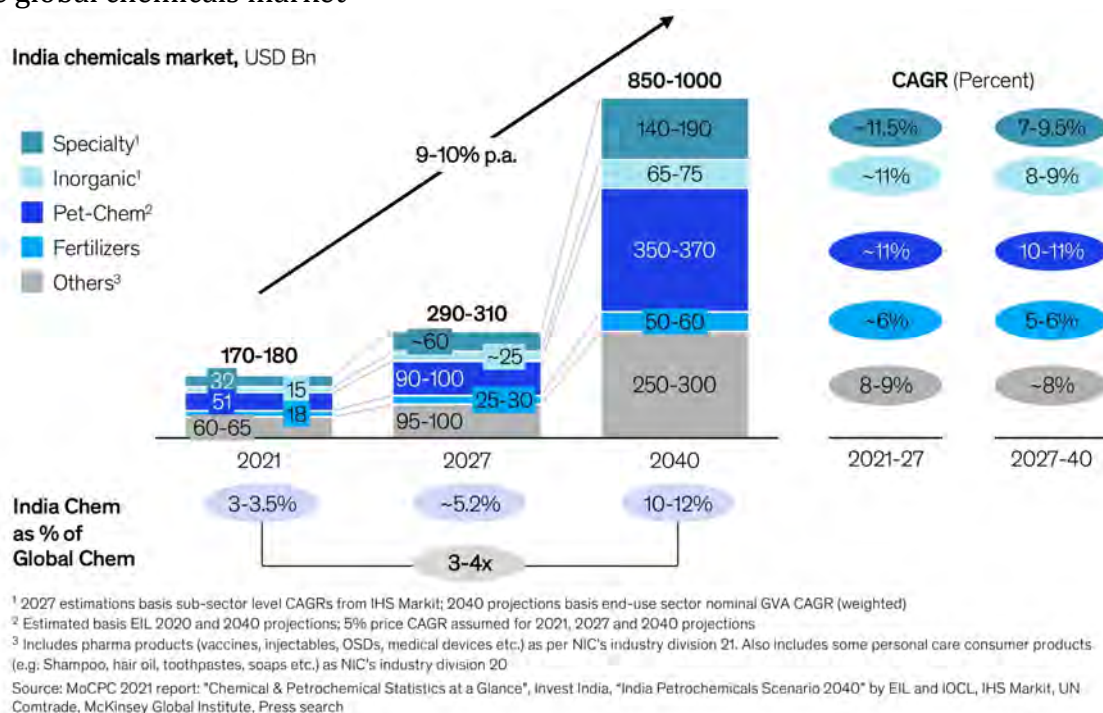 global chemicals market
India chemicals market, USD Bn
Specialty¹
Inorganic¹
Pet-Chem²
Fertilizers
Others³
9-10% p.a.
170-180
32
15
51
18
60-65
2021
290-310
~60
~25
90-100
25-30
95-100
2027
850-1000
140-190
65-75
350-370
50-60
250-300
2040
CAGR (Percent)
~11.5% 7-9.5%
~11% 8-9%
~11% 10-11%
~6% 5-6%
8-9% ~8%
2021-27 2027-40
India Chem
as % of
Global Chem
3-3.5% ~5.2% 10-12%
3-4x
¹ 2027 estimations basis sub-sector level CAGRs from IHS Markit; 2040 projections basis end-use sector nominal GVA CAGR (weighted)
² Estimated basis EIL 2020 and 2040 projections; 5% price CAGR assumed for 2021, 2027 and 2040 projections
³ Includes pharma products (vaccines, injectables, OSDs, medical devices etc.) as per NIC's industry division 21. Also includes some personal care consumer products
(e.g: Shampoo, hair oil, toothpastes, soaps etc.) as NIC's industry division 20
Source: MoCPC 2021 report: "Chemical & Petrochemical Statistics at a Glance", Invest India, "India Petrochemicals Scenario 2040" by EIL and IOCL, IHS Markit, UN
Comtrade, McKinsey Global Institute, Press search